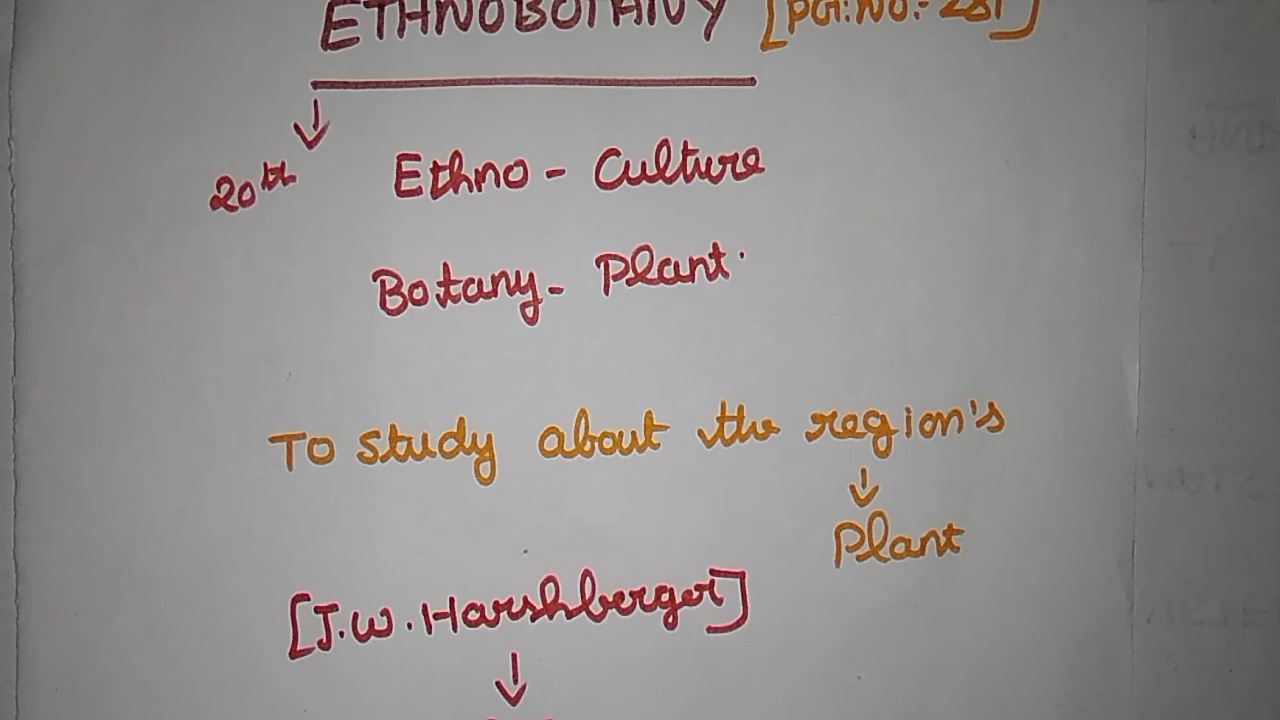 ETHNOBOTANY [PG.NO:- 281]
20th Ethno - Culture
Botany - Plant.
To study about the region's
Plant
[J.W. Harshberger]